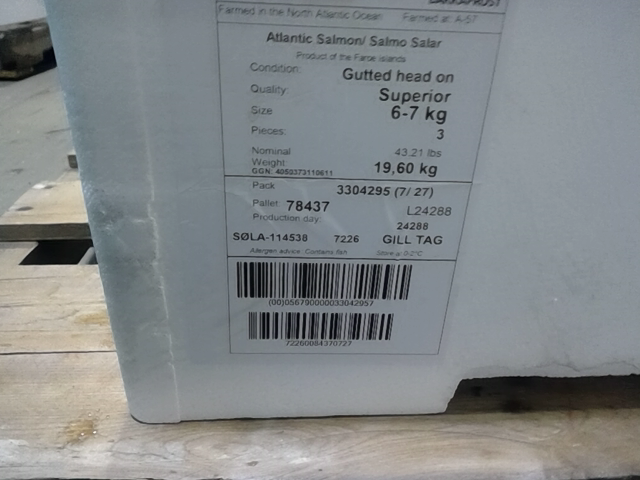 BAKKAFROST
Farmed in the North Atlantic Ocean Farmed at: A-57
Atlantic Salmon/ Salmo Salar
Product of the Faroe islands
Condition: Gutted head on
Quality: Superior
Size 6-7 kg
Pieces: 3
Nominal 43.21 lbs
Weight: 19,60 kg
GGN: 4050373110611
Pack 3304295 (7/ 27)
Pallet 78437 L24288
Production day: 24288
SØLA-114538 7226 GILL TAG
Allergen advice: Contains fish Store at 0-2°C
(00)056790000033042957
72260084370727